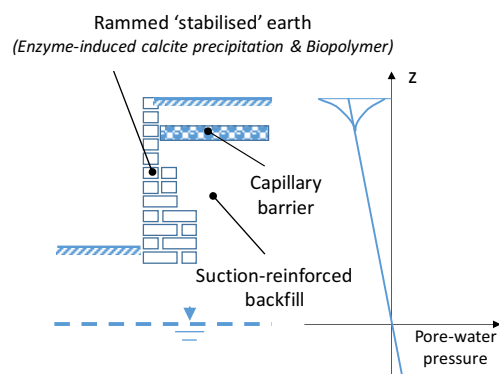 Rammed ‘stabilised’ earth
(Enzyme-induced calcite precipitation & Biopolymer)
z
Capillary
barrier
Suction-reinforced
backfill
Pore-water
pressure